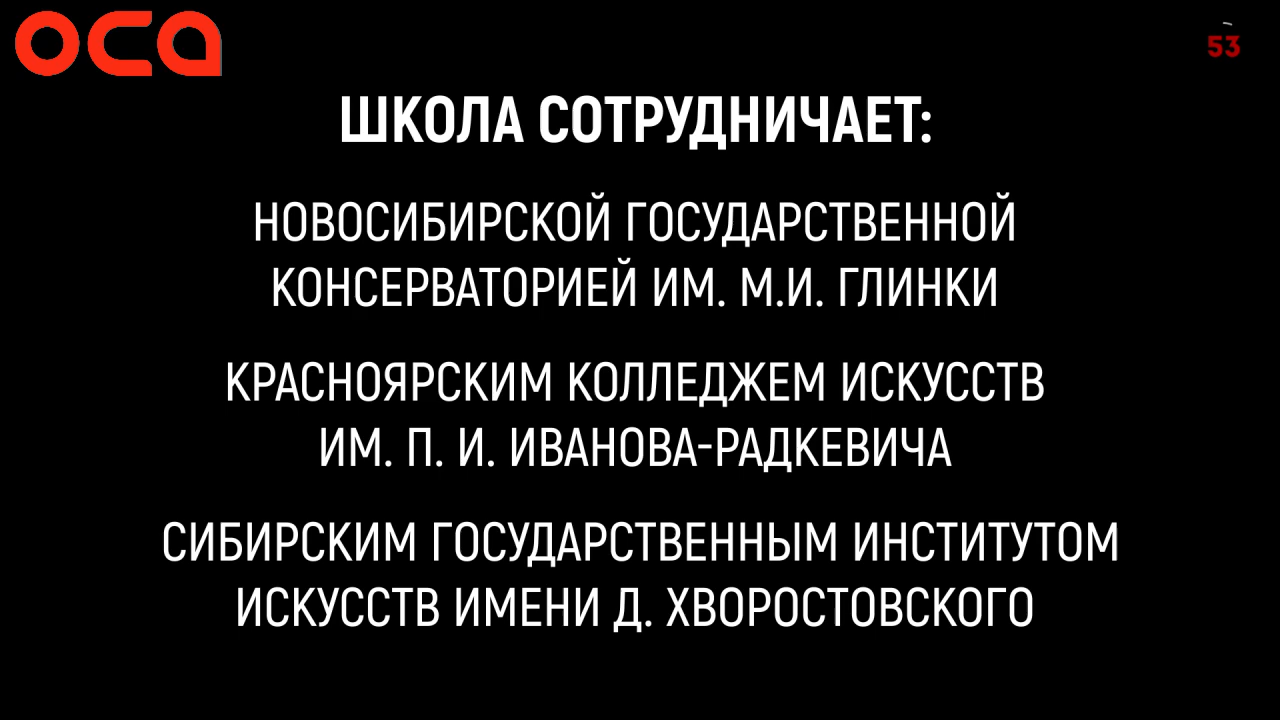 оса
53
ШКОЛА СОТРУДНИЧАЕТ:
НОВОСИБИРСКОЙ ГОСУДАРСТВЕННОЙ
КОНСЕРВАТОРИЕЙ ИМ. М.И. ГЛИНКИ
КРАСНОЯРСКИМ КОЛЛЕДЖЕМ ИСКУССТВ
ИМ. П. И. ИВАНОВА-РАДКЕВИЧА
СИБИРСКИМ ГОСУДАРСТВЕННЫМ ИНСТИТУТОМ
ИСКУССТВ ИМЕНИ Д. ХВОРОСТОВСКОГО